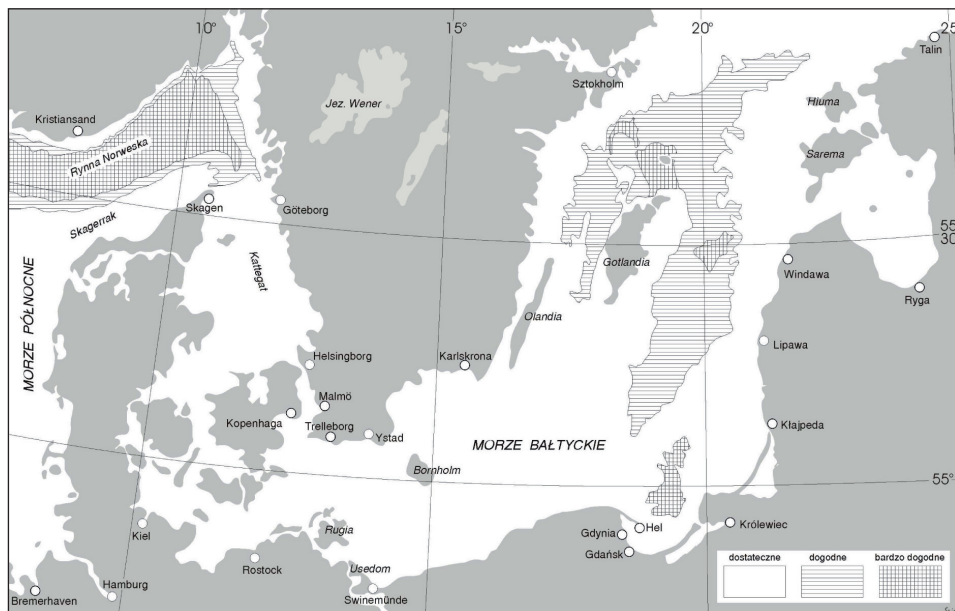 10°
15°
20°
25°
Talin
Sztokholm
Jez. Wener
Hiuma
Kristiansand
Rynna Norweska
Sarema
Skagen
Göteborg
Skagerrak
55°
30'
Gotlandia
Windawa
Kattegat
MORZE PÓŁNOCNE
Ryga
Olandia
Lipawa
Helsingborg
Karlskrona
Malmö
Kopenhaga
Trelleborg
Ystad
Kłajpeda
MORZE BAŁTYCKIE
Bornholm
55°
Kiel
Rugia
Hel
Królewiec
Gdynia
Gdańsk
Rostock
dostateczne
dogodne
bardzo dogodne
Usedom
Hamburg
Swinemünde
Bremerhaven